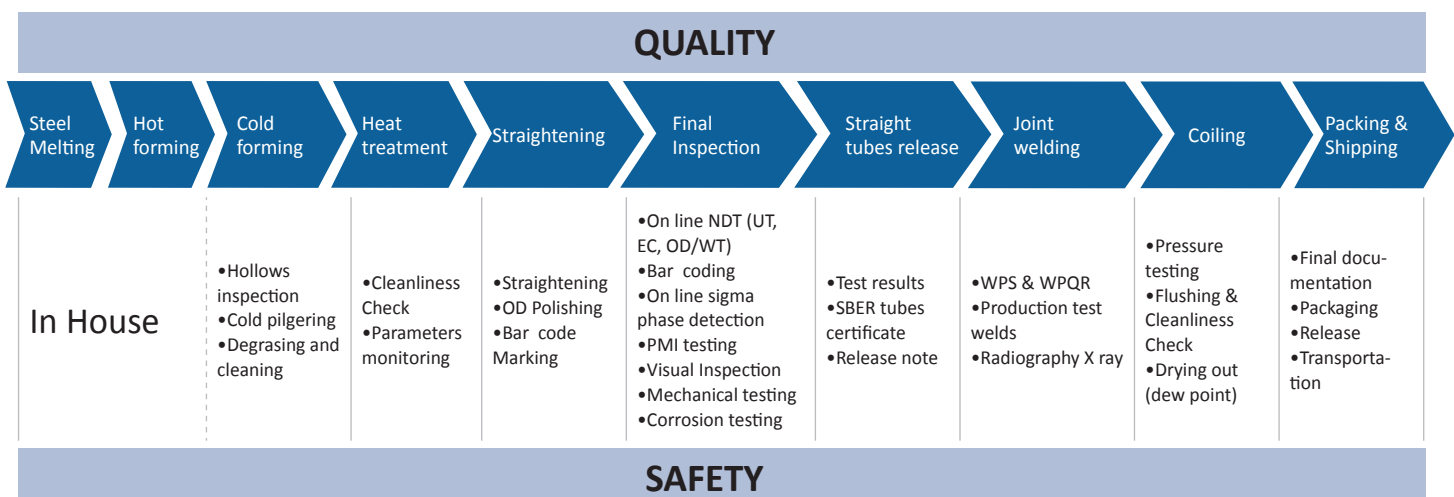 QUALITY
Steel
Melting
Hot
forming
Cold
forming
Heat
treatment
Straightening
Final
Inspection
Straight
tubes release
Joint
welding
Coiling
Packing &
Shipping
In House
•Hollows
inspection
•Cold pilgering
•Degrasing and
cleaning
•Cleanliness
Check
•Parameters
monitoring
•Straightening
•OD Polishing
•Bar code
Marking
•On line NDT (UT,
EC, OD/WT)
•Bar coding
•On line sigma
phase detection
•PMI testing
•Visual Inspection
•Mechanical testing
•Corrosion testing
•Test results
•SBER tubes
certificate
•Release note
•WPS & WPQR
•Production test
welds
•Radiography X ray
•Pressure
testing
•Flushing &
Cleanliness
Check
•Drying out
(dew point)
•Final docu-
mentation
•Packaging
•Release
•Transporta-
tion
SAFETY